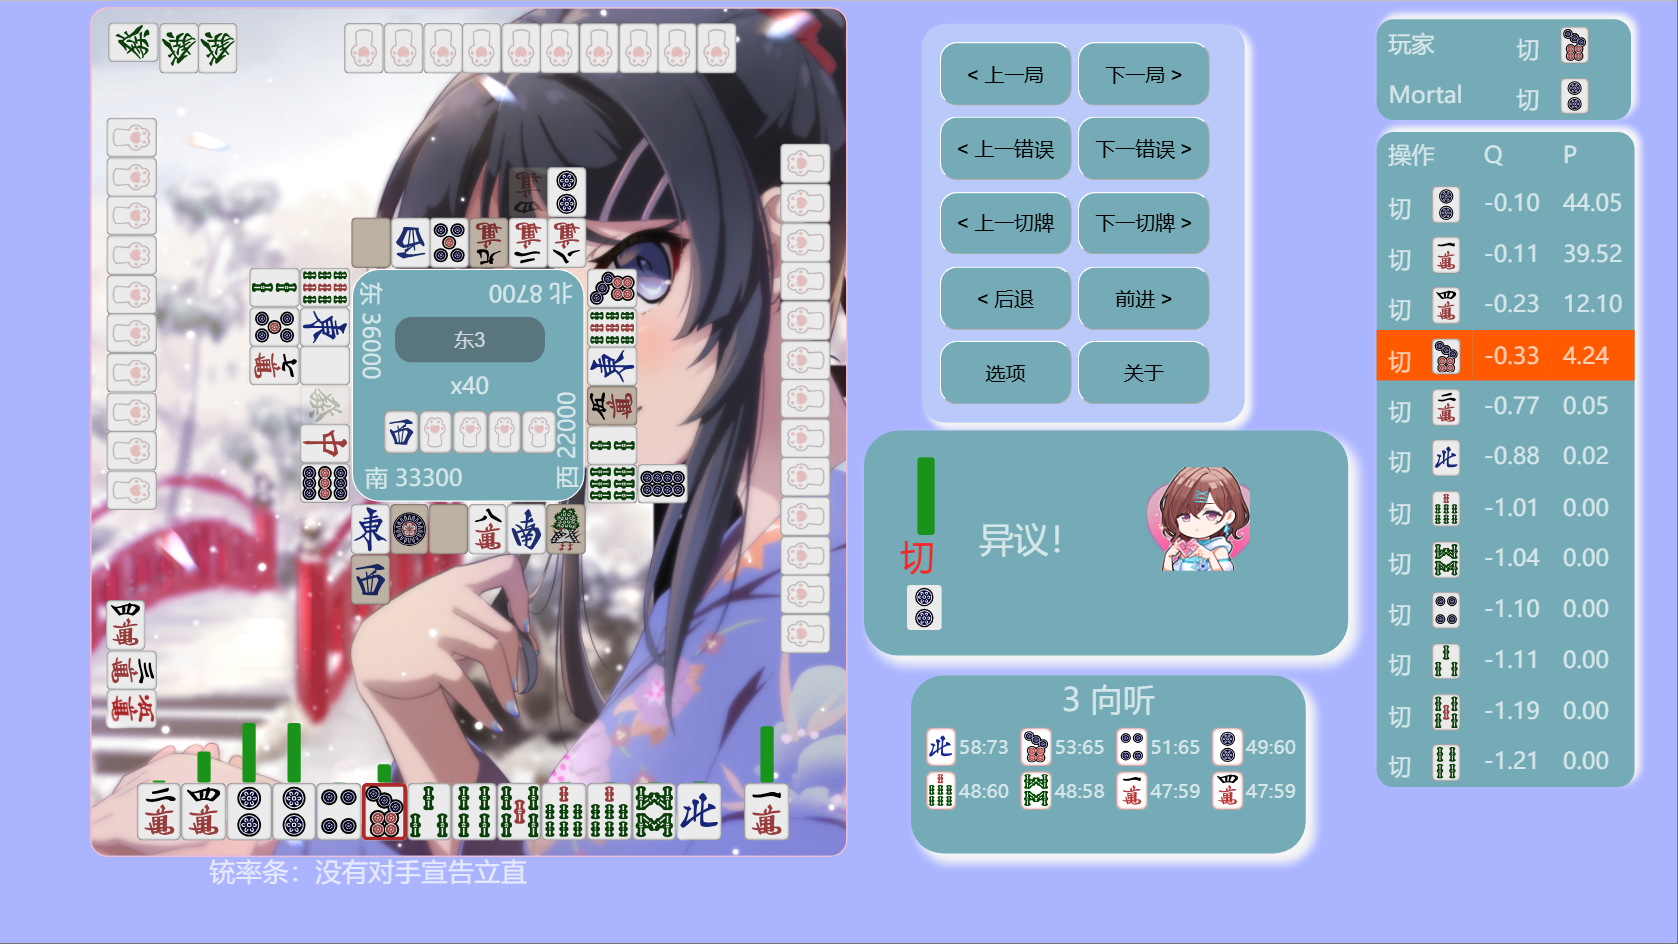 < 上一局
下一局 >
< 上一错误
下一错误 >
< 上一切牌
下一切牌 >
< 后退
前进 >
选项
关于
玩家 切
Mortal 切
操作 Q P
切 -0.10 44.05
切 -0.11 39.52
切 -0.23 12.10
切 -0.33 4.24
切 -0.77 0.05
切 -0.88 0.02
切 -1.01 0.00
切 -1.04 0.00
切 -1.10 0.00
切 -1.11 0.00
切 -1.19 0.00
切 -1.21 0.00
北 8700
东 36000
东3
x40
西 22000
南 33300
切
异议！
3 向听
58:73 53:65 51:65 49:60
48:60 48:58 47:59 47:59
铳率条：没有对手宣告立直